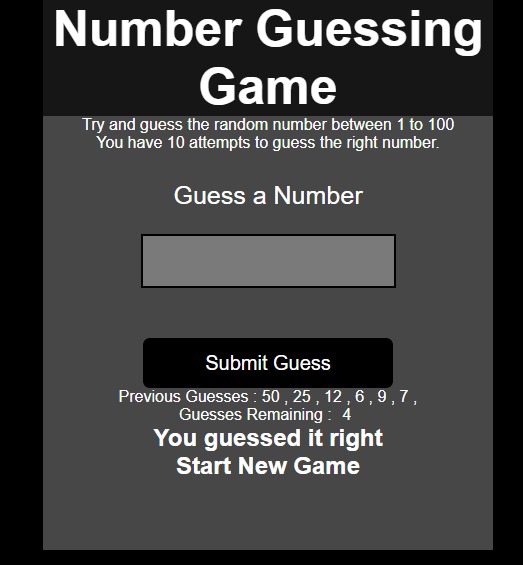 Number Guessing
Game
Try and guess the random number between 1 to 100
You have 10 attempts to guess the right number.
Guess a Number
Submit Guess
Previous Guesses : 50 , 25 , 12 , 6 , 9 , 7 ,
Guesses Remaining : 4
You guessed it right
Start New Game